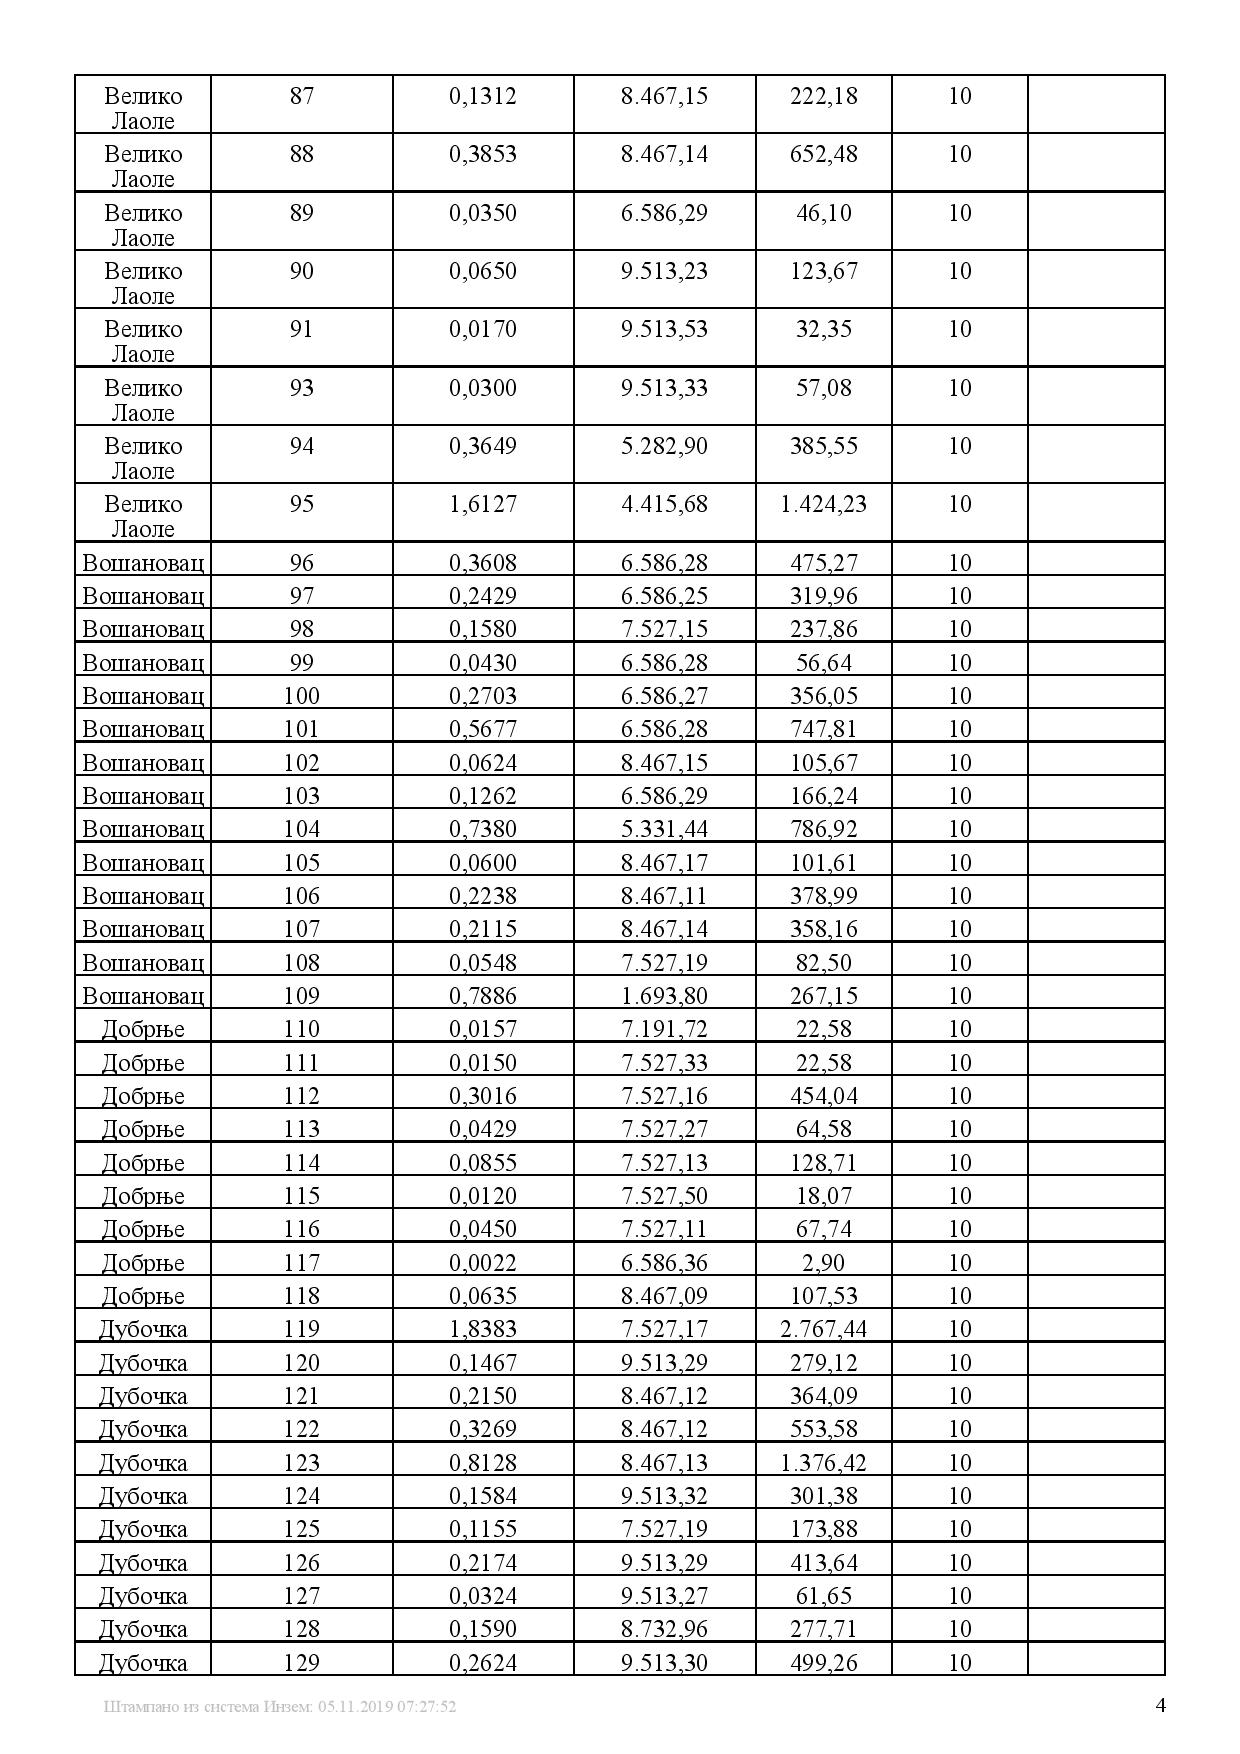 Велико 87 0,1312 8.467,15 222,18 10
Лаоле
Велико 88 0,3853 8.467,14 652,48 10
Лаоле
Велико 89 0,0350 6.586,29 46,10 10
Лаоле
Велико 90 0,0650 9.513,23 123,67 10
Лаоле
Велико 91 0,0170 9.513,53 32,35 10
Лаоле
Велико 93 0,0300 9.513,33 57,08 10
Лаоле
Велико 94 0,3649 5.282,90 385,55 10
Лаоле
Велико 95 1,6127 4.415,68 1.424,23 10
Лаоле
Вошановац 96 0,3608 6.586,28 475,27 10
Вошановац 97 0,2429 6.586,25 319,96 10
Вошановац 98 0,1580 7.527,15 237,86 10
Вошановац 99 0,0430 6.586,28 56,64 10
Вошановац 100 0,2703 6.586,27 356,05 10
Вошановац 101 0,5677 6.586,28 747,81 10
Вошановац 102 0,0624 8.467,15 105,67 10
Вошановац 103 0,1262 6.586,29 166,24 10
Вошановац 104 0,7380 5.331,44 786,92 10
Вошановац 105 0,0600 8.467,17 101,61 10
Вошановац 106 0,2238 8.467,11 378,99 10
Вошановац 107 0,2115 8.467,14 358,16 10
Вошановац 108 0,0548 7.527,19 82,50 10
Вошановац 109 0,7886 1.693,80 267,15 10
Добрње 110 0,0157 7.191,72 22,58 10
Добрње 111 0,0150 7.527,33 22,58 10
Добрње 112 0,3016 7.527,16 454,04 10
Добрње 113 0,0429 7.527,27 64,58 10
Добрње 114 0,0855 7.527,13 128,71 10
Добрње 115 0,0120 7.527,50 18,07 10
Добрње 116 0,0450 7.527,11 67,74 10
Добрње 117 0,0022 6.586,36 2,90 10
Добрње 118 0,0635 8.467,09 107,53 10
Дубочка 119 1,8383 7.527,17 2.767,44 10
Дубочка 120 0,1467 9.513,29 279,12 10
Дубочка 121 0,2150 8.467,12 364,09 10
Дубочка 122 0,3269 8.467,12 553,58 10
Дубочка 123 0,8128 8.467,13 1.376,42 10
Дубочка 124 0,1584 9.513,32 301,38 10
Дубочка 125 0,1155 7.527,19 173,88 10
Дубочка 126 0,2174 9.513,29 413,64 10
Дубочка 127 0,0324 9.513,27 61,65 10
Дубочка 128 0,1590 8.732,96 277,71 10
Дубочка 129 0,2624 9.513,30 499,26 10
Штампано из система Инзем: 05.11.2019 07:27:52 4